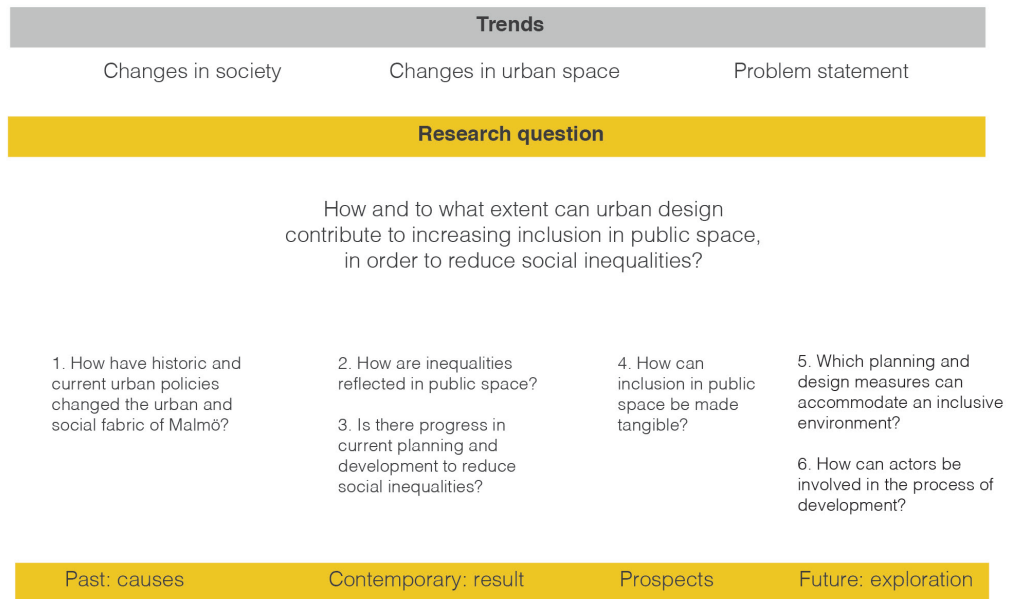 Trends
Changes in society
Changes in urban space
Problem statement
Research question
How and to what extent can urban design
contribute to increasing inclusion in public space,
in order to reduce social inequalities?
1. How have historic and
current urban policies
changed the urban and
social fabric of Malmö?
2. How are inequalities
reflected in public space?
3. Is there progress in
current planning and
development to reduce
social inequalities?
4. How can
inclusion in public
space be made
tangible?
5. Which planning and
design measures can
accommodate an inclusive
environment?
6. How can actors be
involved in the process of
development?
Past: causes
Contemporary: result
Prospects
Future: exploration